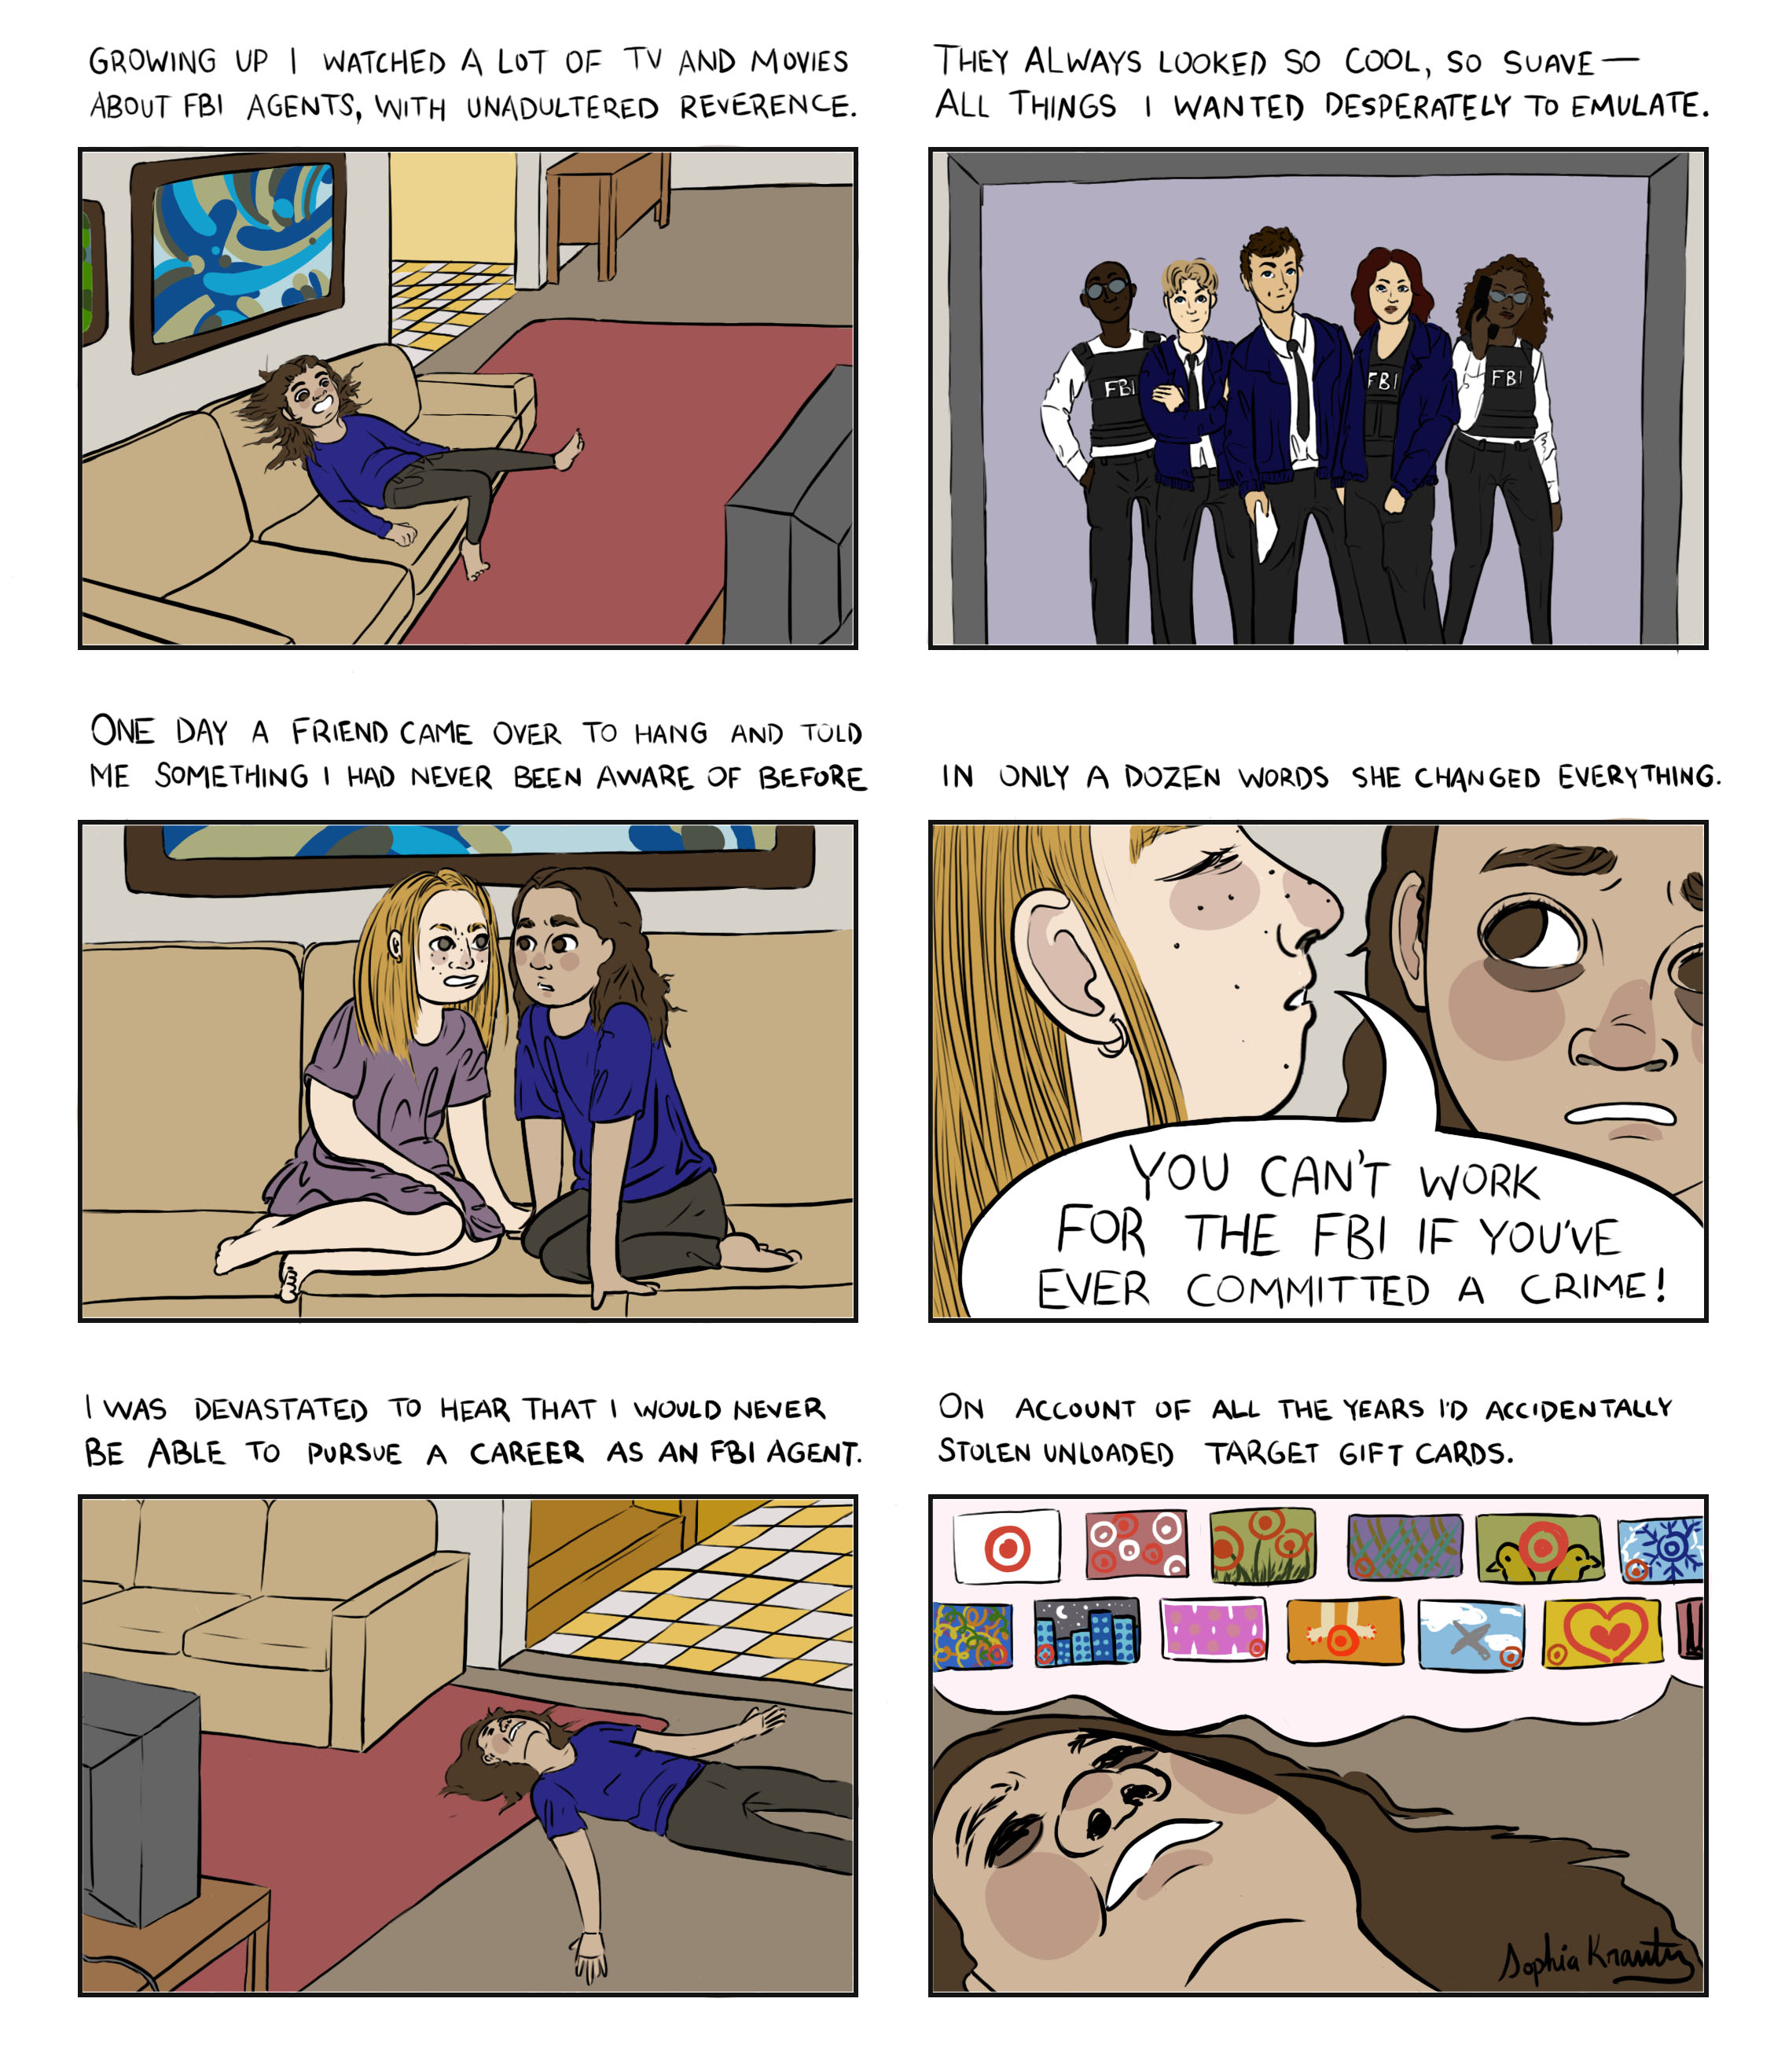 GROWING UP I WATCHED A LOT OF TV AND MOVIES
ABOUT FBI AGENTS, WITH UNADULTERED REVERENCE.
THEY ALWAYS LOOKED SO COOL, SO SUAVE—
ALL THINGS I WANTED DESPERATELY TO EMULATE.
FBI
FBI
FBI
ONE DAY A FRIEND CAME OVER TO HANG AND TOLD
ME SOMETHING I HAD NEVER BEEN AWARE OF BEFORE
IN ONLY A DOZEN WORDS SHE CHANGED EVERYTHING.
YOU CAN'T WORK
FOR THE FBI IF YOU'VE
EVER COMMITTED A CRIME!
I WAS DEVASTATED TO HEAR THAT I WOULD NEVER
BE ABLE TO PURSUE A CAREER AS AN FBI AGENT.
ON ACCOUNT OF ALL THE YEARS I'D ACCIDENTALLY
STOLEN UNLOADED TARGET GIFT CARDS.
Sophia